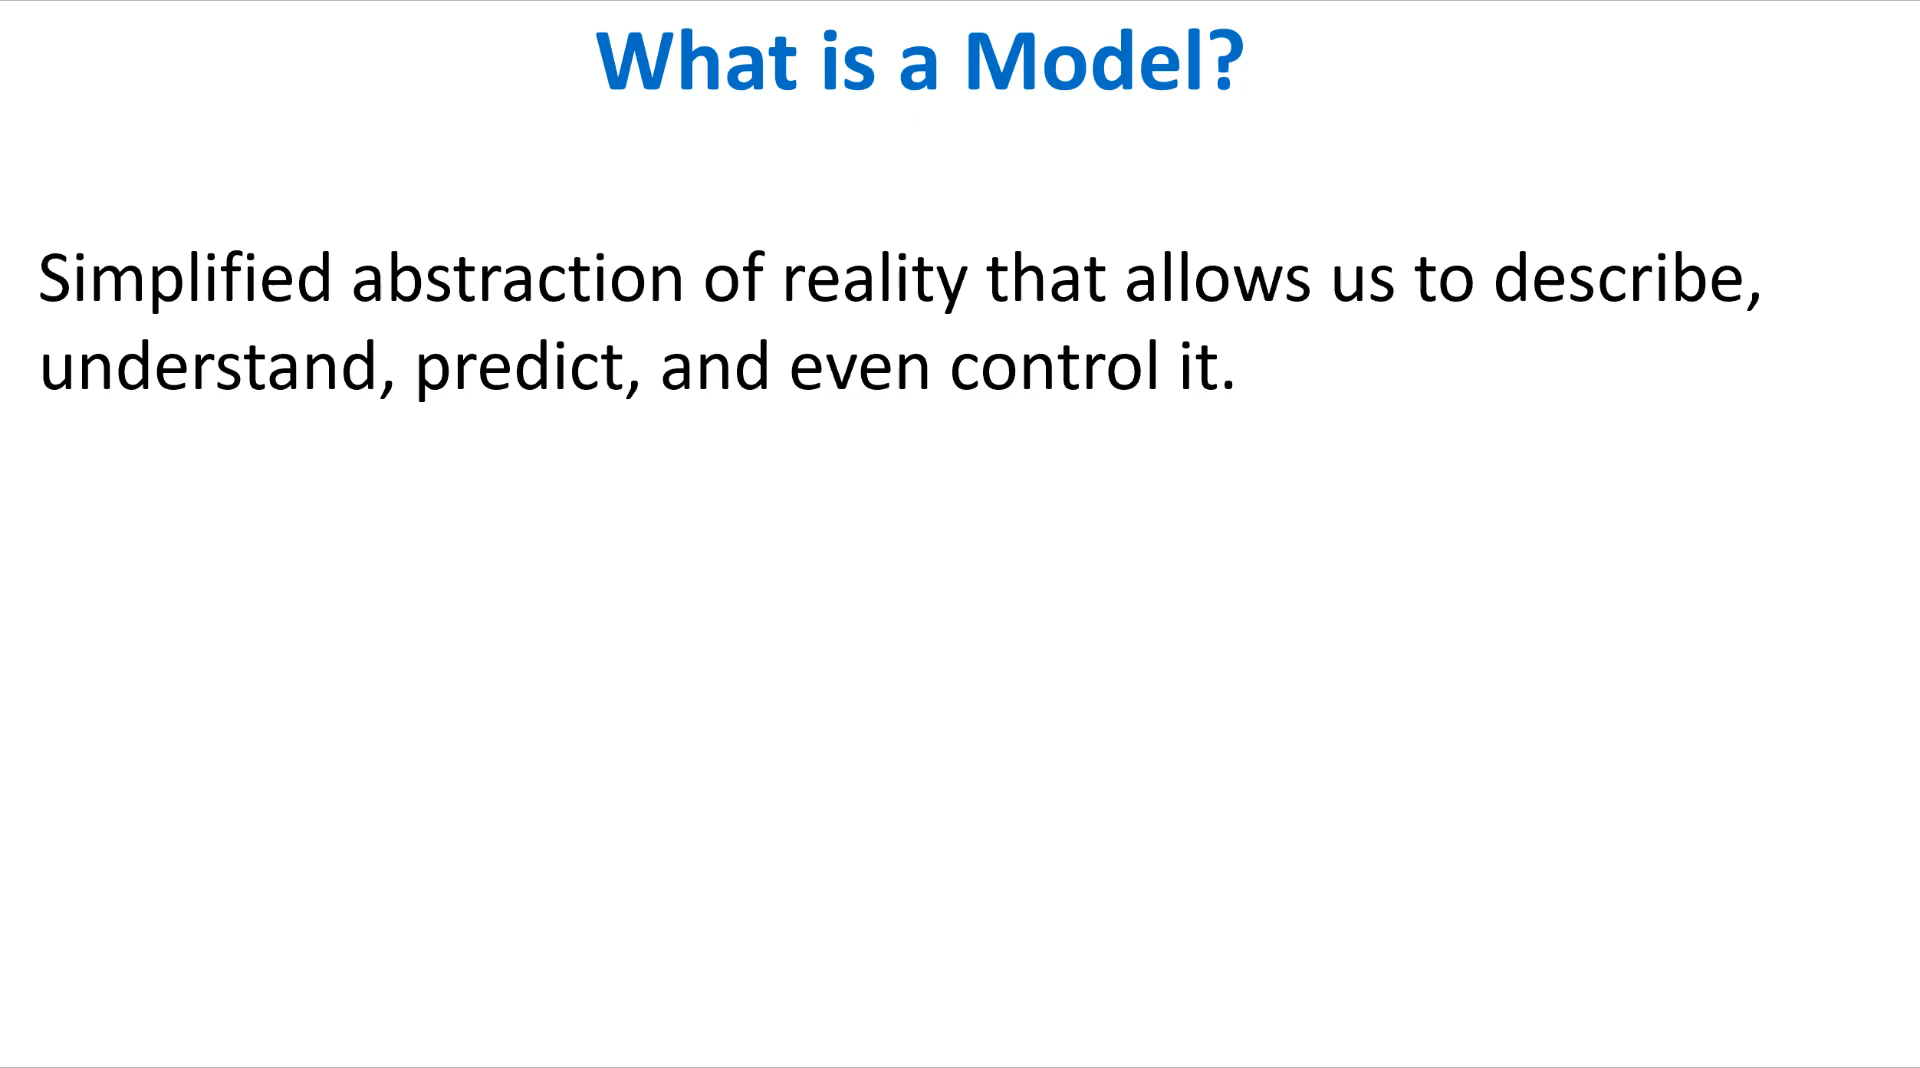 What is a Model?
Simplified abstraction of reality that allows us to describe,
understand, predict, and even control it.